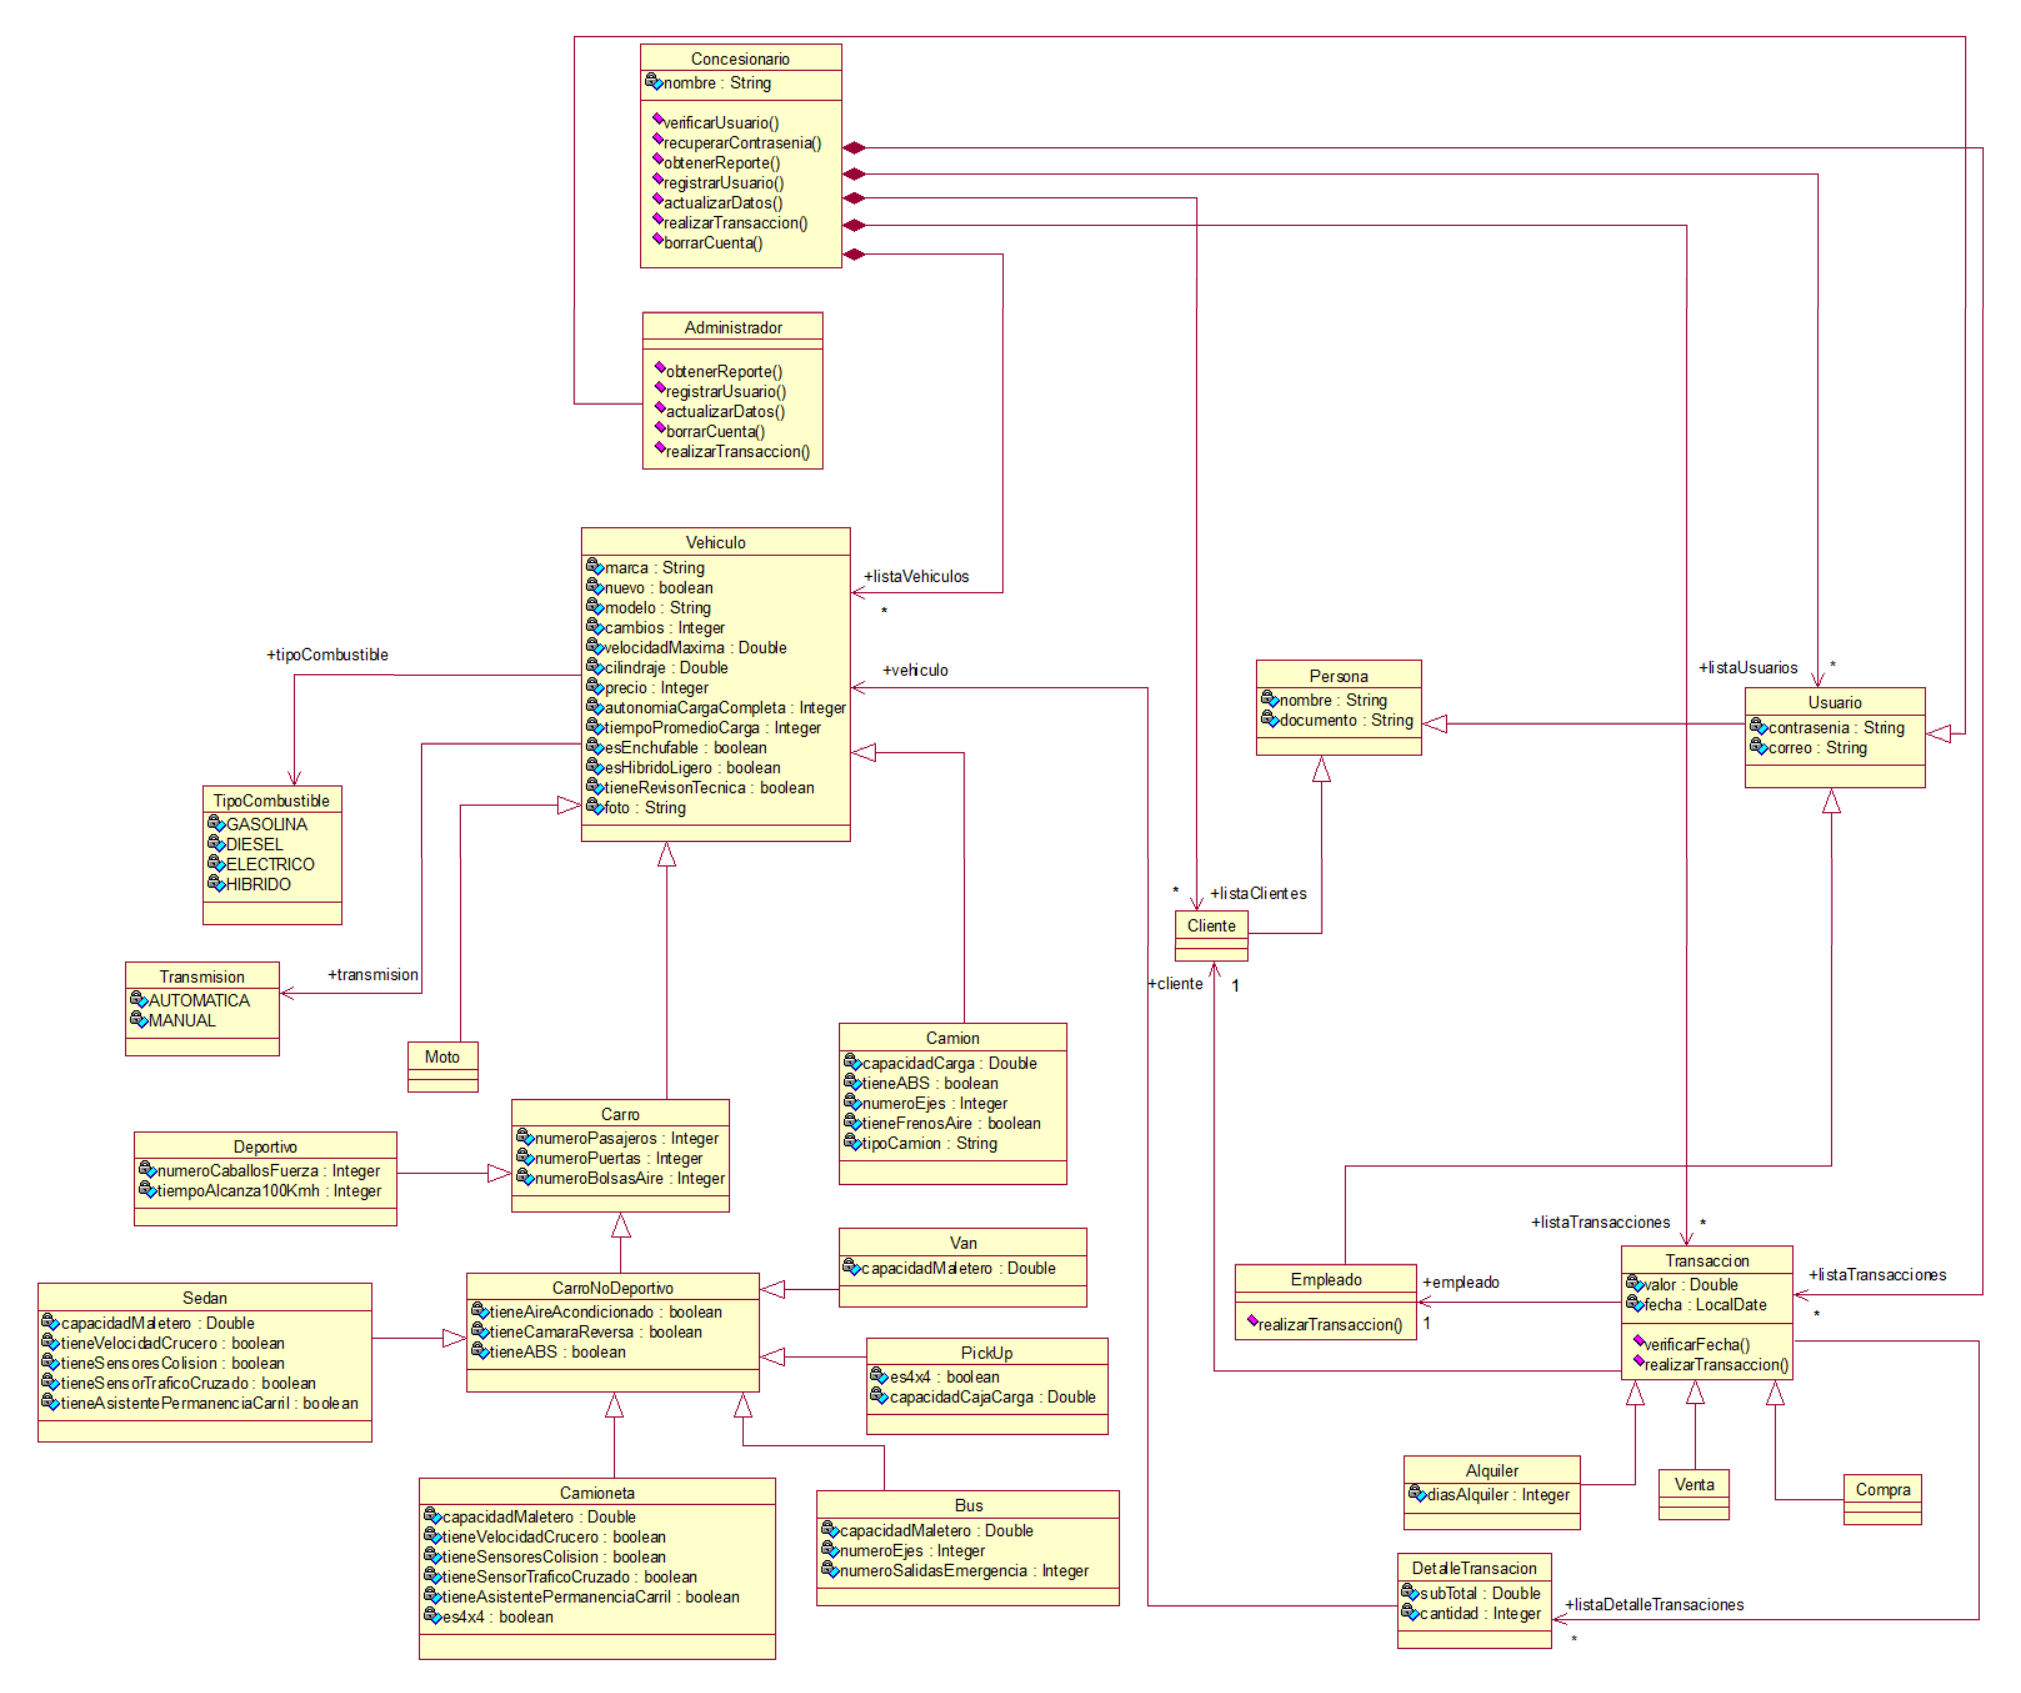 Concesionario
nombre : String
verificarUsuario()
recuperarContrasenia()
obtenerReporte()
registrarUsuario()
actualizarDatos()
realizarTransaccion()
borrarCuenta()
Administrador
obtenerReporte()
registrarUsuario()
actualizarDatos()
borrarCuenta()
realizarTransaccion()
Vehiculo
marca : String
nuevo : boolean
modelo : String
cambios : Integer
velocidadMaxima : Double
cilindraje : Double
precio : Integer
autonomiaCargaCompleta : Integer
tiempoPromedioCarga : Integer
esEnchufable : boolean
esHibridoLigero : boolean
tieneRevisonTecnica : boolean
foto : String
+listaVehiculos
*
+vehiculo
+tipoCombustible
TipoCombustible
GASOLINA
DIESEL
ELECTRICO
HIBRIDO
+transmision
Transmision
AUTOMATICA
MANUAL
Moto
Persona
nombre : String
documento : String
+listaUsuarios
*
Usuario
contrasenia : String
correo : String
*
+listaClientes
Cliente
+cliente
1
Camion
capacidadCarga : Double
tieneABS : boolean
numeroEjes : Integer
tieneFrenosAire : boolean
tipoCamion : String
Carro
numeroPasajeros : Integer
numeroPuertas : Integer
numeroBolsasAire : Integer
Deportivo
numeroCaballosFuerza : Integer
tiempoAlcanza100Kmh : Integer
Van
capacidadMaletero : Double
CarroNoDeportivo
tieneAireAcondicionado : boolean
tieneCamaraReversa : boolean
tieneABS : boolean
Sedan
capacidadMaletero : Double
tieneVelocidadCrucero : boolean
tieneSensoresColision : boolean
tieneSensorTraficoCruzado : boolean
tieneAsistentePermanenciaCarril : boolean
PickUp
es4x4 : boolean
capacidadCajaCarga : Double
Camioneta
capacidadMaletero : Double
tieneVelocidadCrucero : boolean
tieneSensoresColision : boolean
tieneSensorTraficoCruzado : boolean
tieneAsistentePermanenciaCarril : boolean
es4x4 : boolean
Bus
capacidadMaletero : Double
numeroEjes : Integer
numeroSalidasEmergencia : Integer
+listaTransacciones
*
Transaccion
valor : Double
fecha : LocalDate
verificarFecha()
realizarTransaccion()
+listaTransacciones
*
Empleado
realizarTransaccion()
+empleado
1
Alquiler
diasAlquiler : Integer
Venta
Compra
DetalleTransacion
subTotal : Double
cantidad : Integer
+listaDetalleTransaciones
*